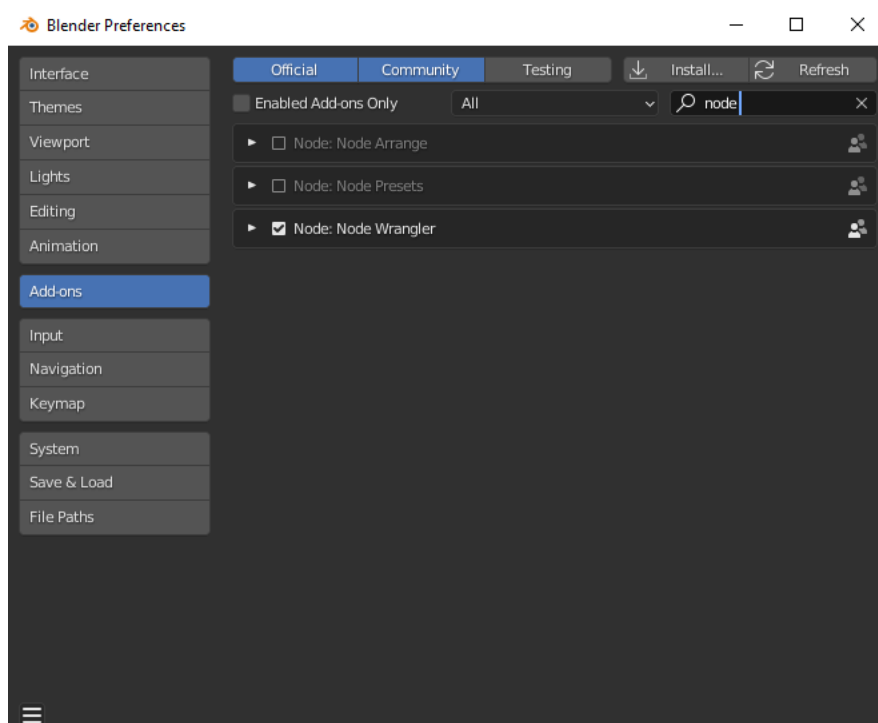 Blender Preferences
Interface
Themes
Viewport
Lights
Editing
Animation
Add-ons
Input
Navigation
Keymap
System
Save & Load
File Paths
Official Community Testing Install... Refresh
Enabled Add-ons Only All node
Node: Node Arrange
Node: Node Presets
Node: Node Wrangler